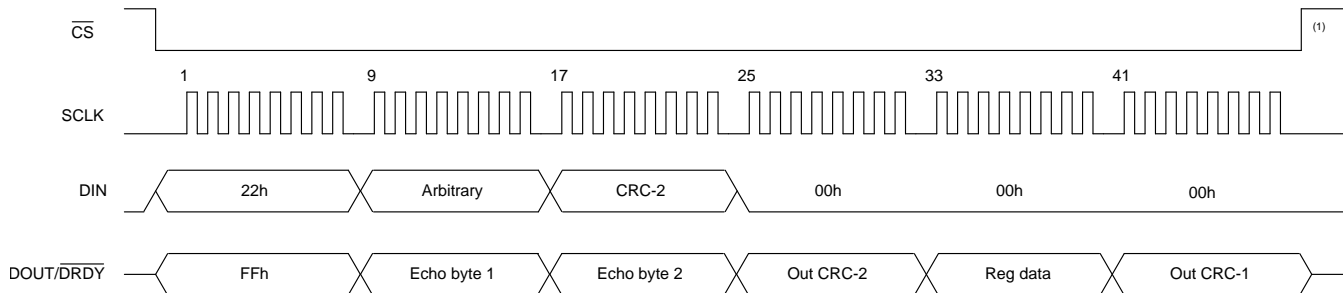 CS (1)
1 9 17 25 33 41
SCLK
DIN 22h Arbitrary CRC-2 00h 00h 00h
DOUT/DRDY FFh Echo byte 1 Echo byte 2 Out CRC-2 Reg data Out CRC-1